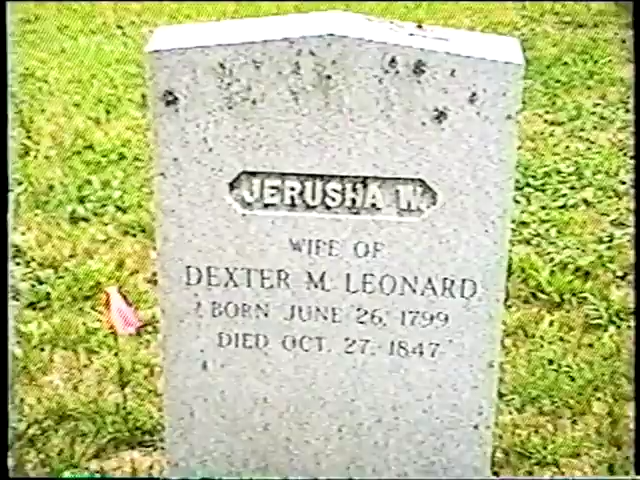 JERUSHA W.
WIFE OF
DEXTER M. LEONARD
BORN JUNE 26, 1799
DIED OCT. 27, 1847